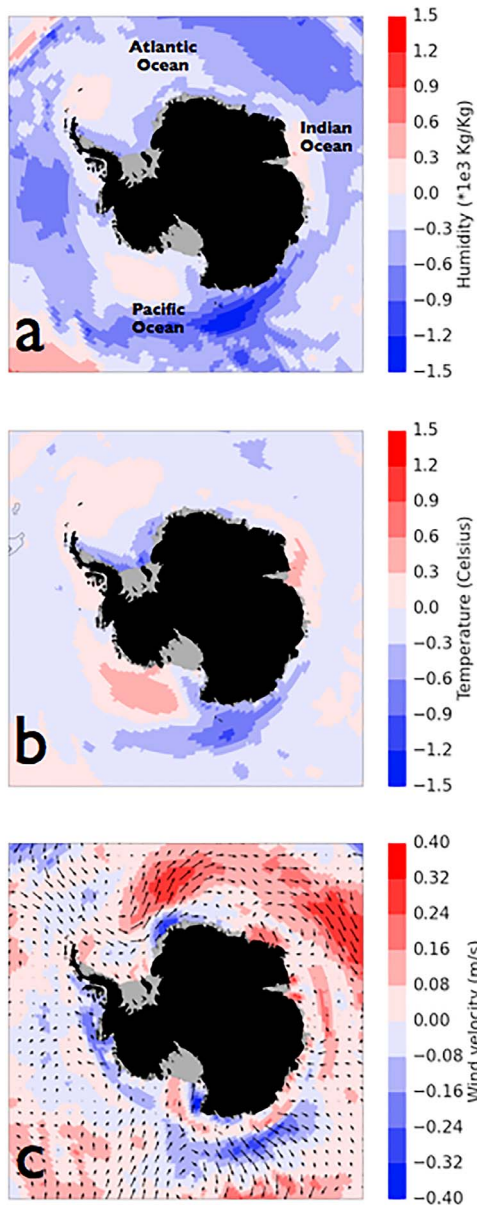 Atlantic
Ocean
Indian
Ocean
Pacific
Ocean
a
1.5
1.2
0.9
0.6
0.3
0.0
−0.3
−0.6
−0.9
−1.2
−1.5
Humidity (*1e3 Kg/Kg)
b
1.5
1.2
0.9
0.6
0.3
0.0
−0.3
−0.6
−0.9
−1.2
−1.5
Temperature (Celsius)
c
0.40
0.32
0.24
0.16
0.08
0.00
−0.08
−0.16
−0.24
−0.32
−0.40
Wind velocity (m/s)